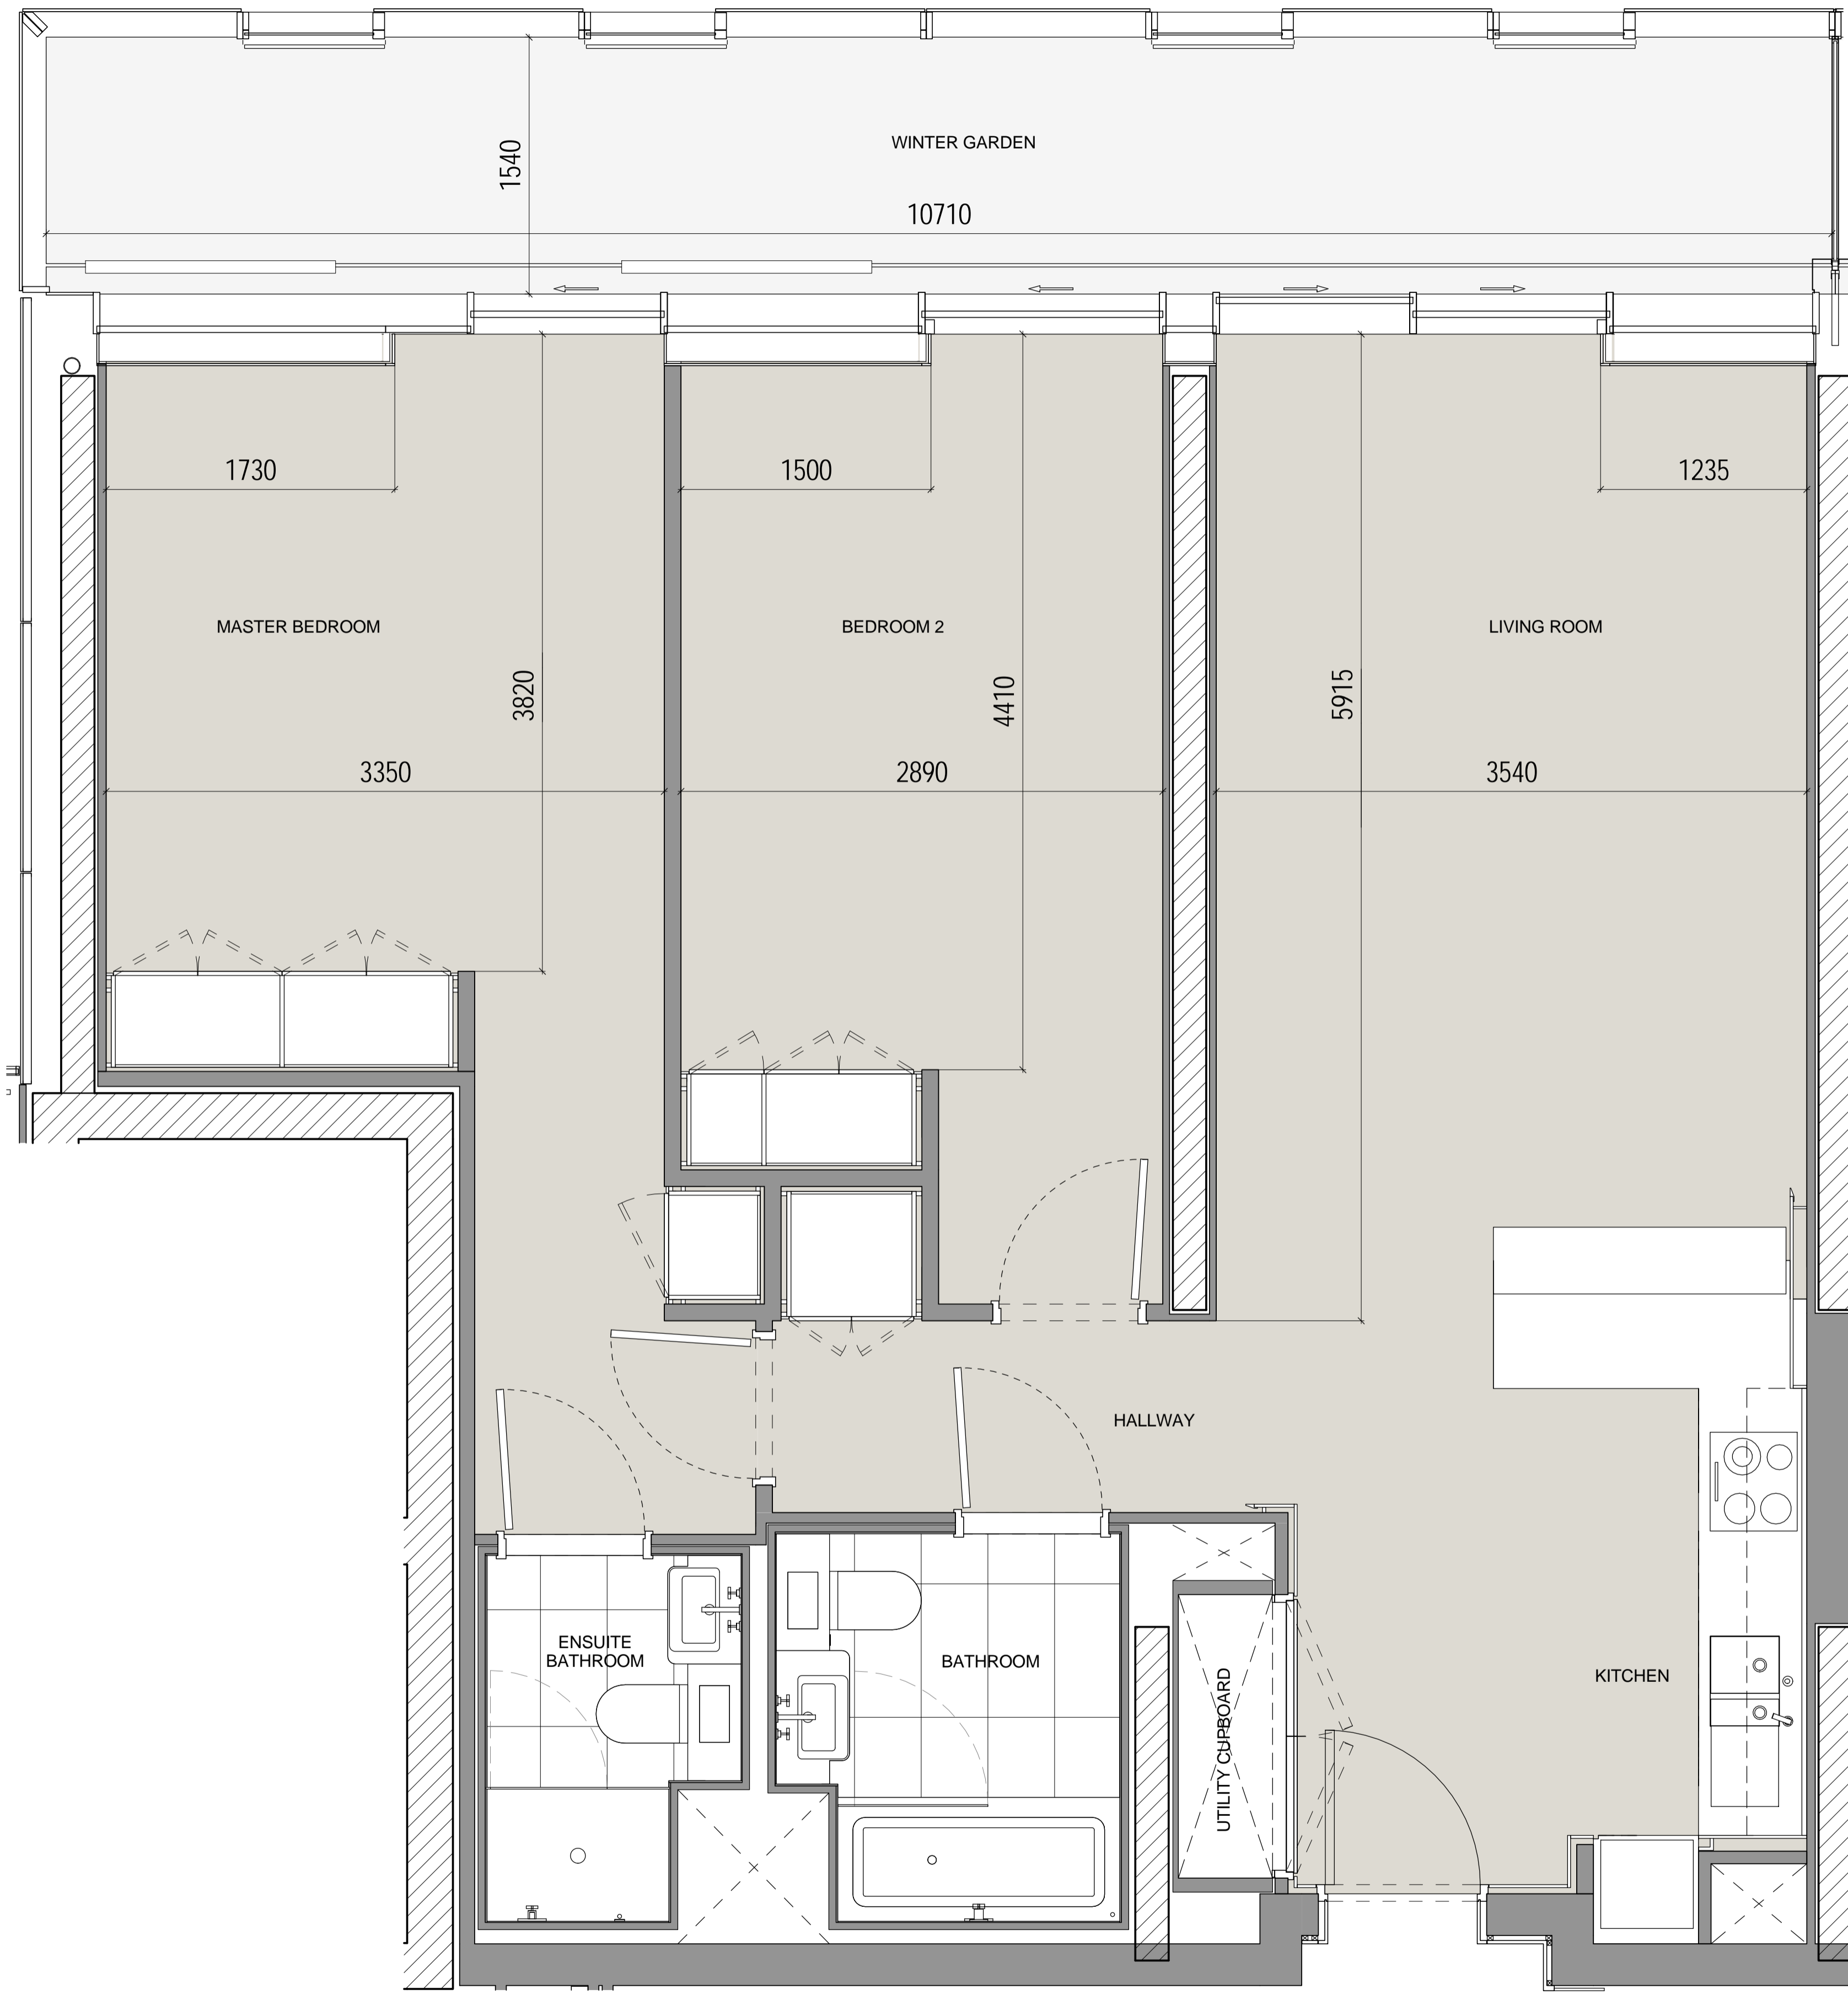 WINTER GARDEN
1540
10710
1730
1500
1235
MASTER BEDROOM
BEDROOM 2
LIVING ROOM
3820
4410
5915
3350
2890
3540
HALLWAY
ENSUITE
BATHROOM
BATHROOM
UTILITY CUPBOARD
KITCHEN